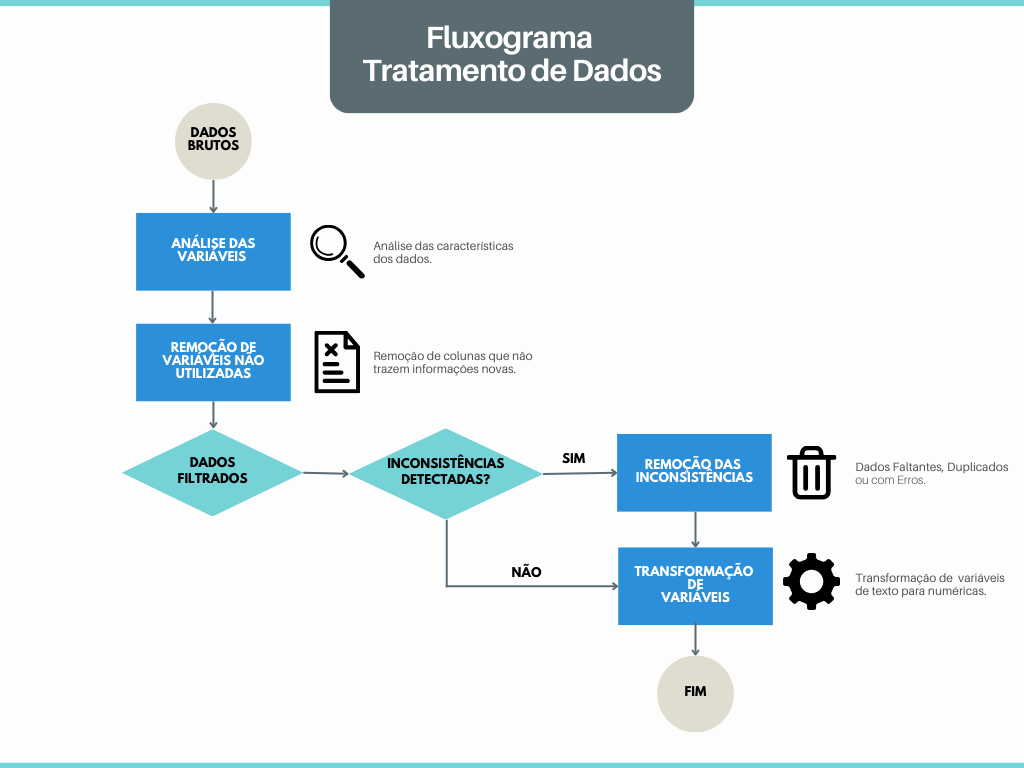 Fluxograma
Tratamento de Dados
DADOS
BRUTOS
ANÁLISE DAS
VARIÁVEIS
Análise das características
dos dados.
REMOÇÃO DE
VARIÁVEIS NÃO
UTILIZADAS
Remoção de colunas que não
trazem informações novas.
DADOS
FILTRADOS
INCONSISTÊNCIAS
DETECTADAS?
SIM
REMOÇÃO DAS
INCONSISTÊNCIAS
Dados Faltantes, Duplicados
ou com Erros.
NÃO
TRANSFORMAÇÃO
DE
VARIÁVEIS
Transformação de variáveis
de texto para numéricas.
FIM